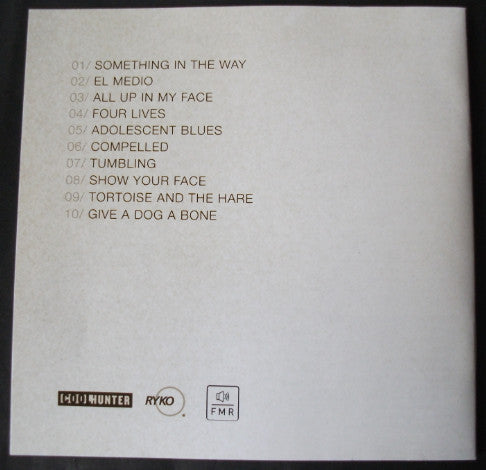 01/ SOMETHING IN THE WAY
02/ EL MEDIO
03/ ALL UP IN MY FACE
04/ FOUR LIVES
05/ ADOLESCENT BLUES
06/ COMPELLED
07/ TUMBLING
08/ SHOW YOUR FACE
09/ TORTOISE AND THE HARE
10/ GIVE A DOG A BONE
COOLHUNTER RYKO FMR